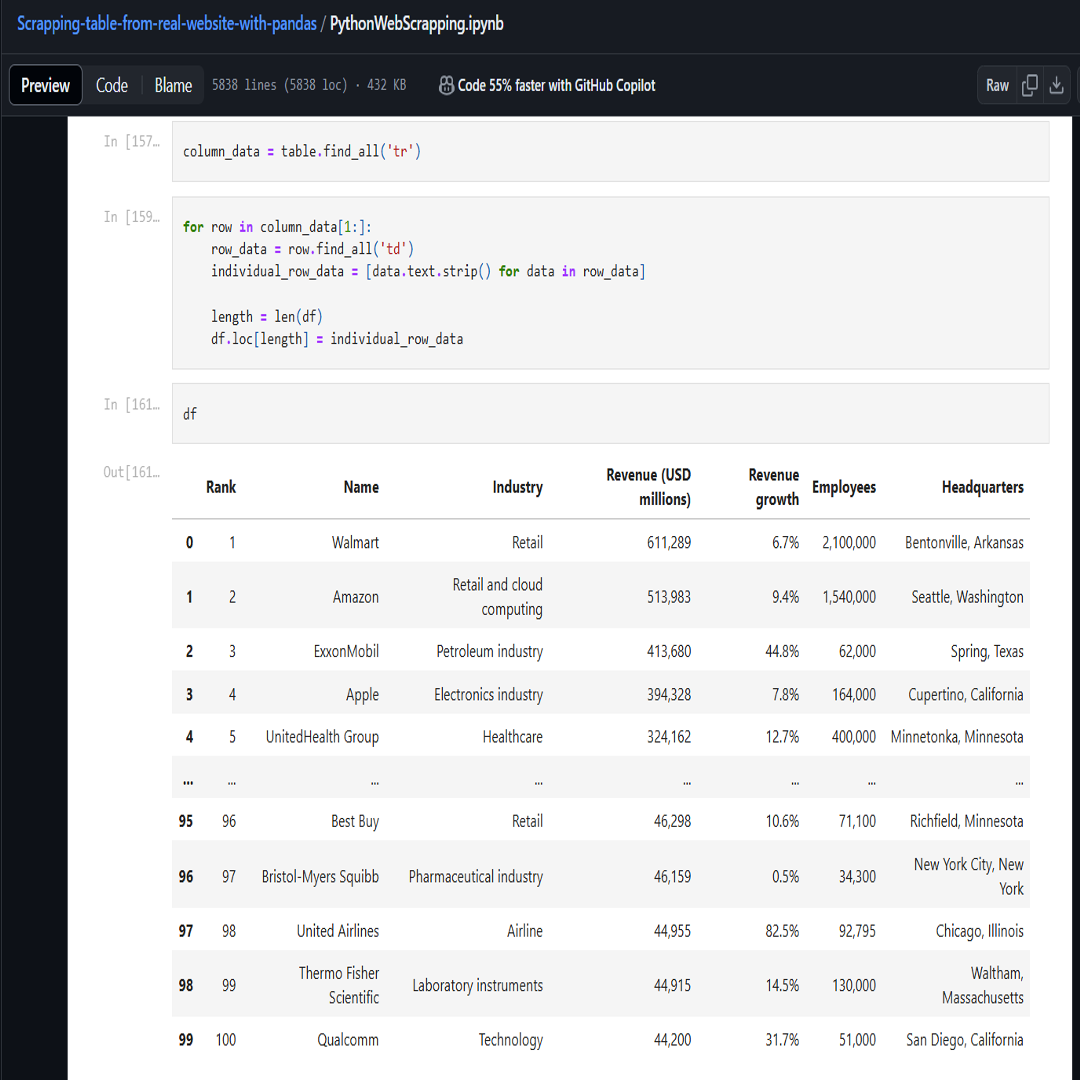 Scrapping-table-from-real-website-with-pandas / PythonWebScrapping.ipynb
Preview Code Blame 5838 lines (5838 loc) · 432 KB Code 55% faster with GitHub Copilot Raw
In [157…
column_data = table.find_all('tr')
In [159…
for row in column_data[1:]:
    row_data = row.find_all('td')
    individual_row_data = [data.text.strip() for data in row_data]
    length = len(df)
    df.loc[length] = individual_row_data
In [161…
df
Out[161…
Rank Name Industry Revenue (USD millions) Revenue growth Employees Headquarters
0 1 Walmart Retail 611,289 6.7% 2,100,000 Bentonville, Arkansas
1 2 Amazon Retail and cloud computing 513,983 9.4% 1,540,000 Seattle, Washington
2 3 ExxonMobil Petroleum industry 413,680 44.8% 62,000 Spring, Texas
3 4 Apple Electronics industry 394,328 7.8% 164,000 Cupertino, California
4 5 UnitedHealth Group Healthcare 324,162 12.7% 400,000 Minnetonka, Minnesota
... ... ... ... ... ... ... ...
95 96 Best Buy Retail 46,298 10.6% 71,100 Richfield, Minnesota
96 97 Bristol-Myers Squibb Pharmaceutical industry 46,159 0.5% 34,300 New York City, New York
97 98 United Airlines Airline 44,955 82.5% 92,795 Chicago, Illinois
98 99 Thermo Fisher Scientific Laboratory instruments 44,915 14.5% 130,000 Waltham, Massachusetts
99 100 Qualcomm Technology 44,200 31.7% 51,000 San Diego, California